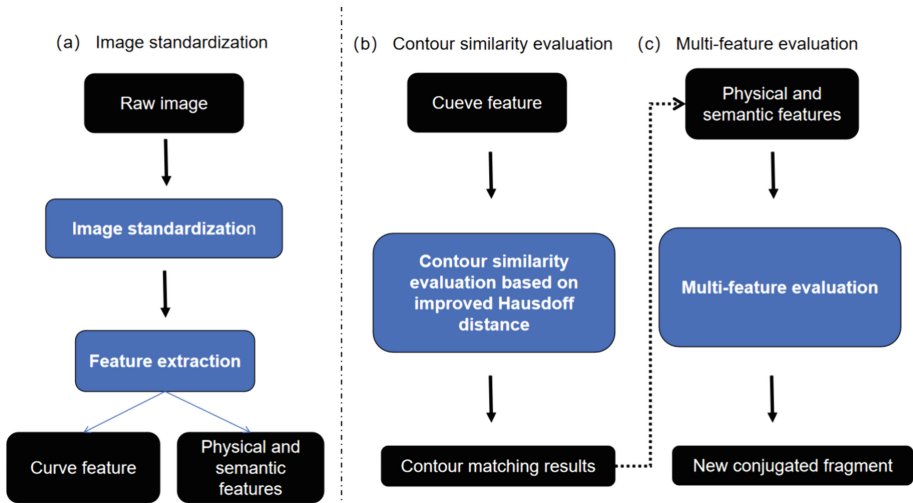 (a) Image standardization
Raw image
Image standardization
Feature extraction
Curve feature
Physical and
semantic
features
(b) Contour similarity evaluation
Cueve feature
Contour similarity
evaluation based on
improved Hausdoff
distance
Contour matching results
(c) Multi-feature evaluation
Physical and
semantic features
Multi-feature evaluation
New conjugated fragment